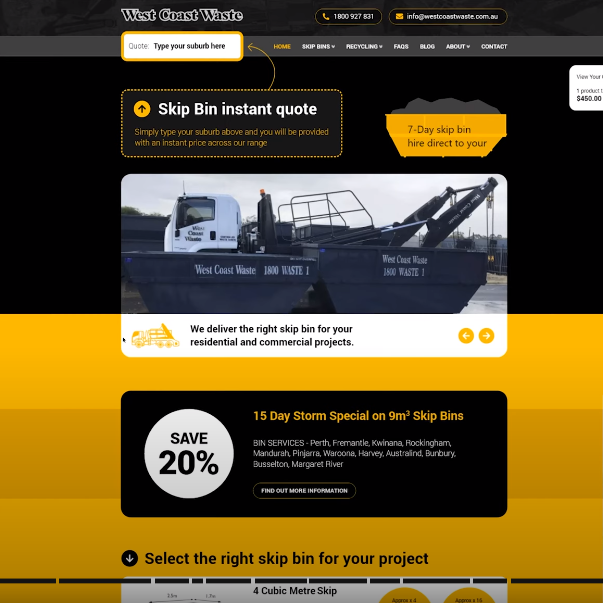 West Coast Waste
1800 927 831
info@westcoastwaste.com.au
Quote: Type your suburb here
HOME SKIP BINS RECYCLING FAQS BLOG ABOUT CONTACT
View Your
1 product
$450.00
Skip Bin instant quote
Simply type your suburb above and you will be provided
with an instant price across our range
7-Day skip bin
hire direct to your
West
Coast
Waste
West Coast Waste
West Coast Waste 1800 WASTE 1
West Coast Waste
1800 WASTE 1
We deliver the right skip bin for your
residential and commercial projects.
SAVE
20%
15 Day Storm Special on 9m³ Skip Bins
BIN SERVICES - Perth, Fremantle, Kwinana, Rockingham,
Mandurah, Pinjarra, Waroona, Harvey, Australind, Bunbury,
Busselton, Margaret River
FIND OUT MORE INFORMATION
Select the right skip bin for your project
4 Cubic Metre Skip
Approx x 4